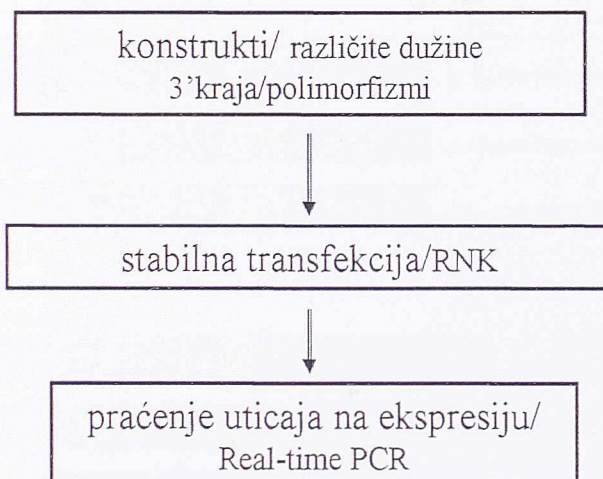 konstrukti/ različite dužine
3’kraja/polimorfizmi
stabilna transfekcija/RNK
praćenje uticaja na ekspresiju/
Real-time PCR